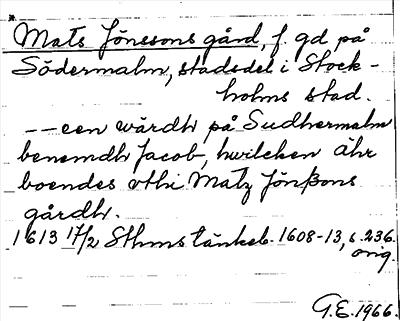 Mats Jönssons gård, f. gd på
Södermalm, stadsdel i Stock-
holms stad.
-- een wärdh på Sudhermalm
benemdh Jacob, hwilcken ähr
boendes vthi Matz Jönßons
gårdh.
1613 17/2 Sthms tänkeb. 1608-13, s. 236.
orig.
G.E. 1966.